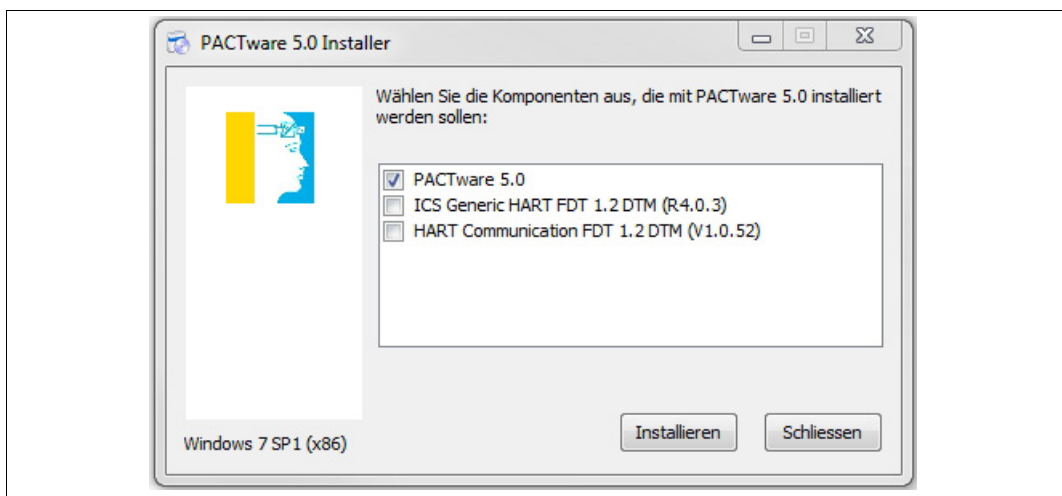 PACTware 5.0 Installer
Wählen Sie die Komponenten aus, die mit PACTware 5.0 installiert
werden sollen:
PACTware 5.0
ICS Generic HART FDT 1.2 DTM (R4.0.3)
HART Communication FDT 1.2 DTM (V1.0.52)
Windows 7 SP1 (x86)
Installieren
Schliessen